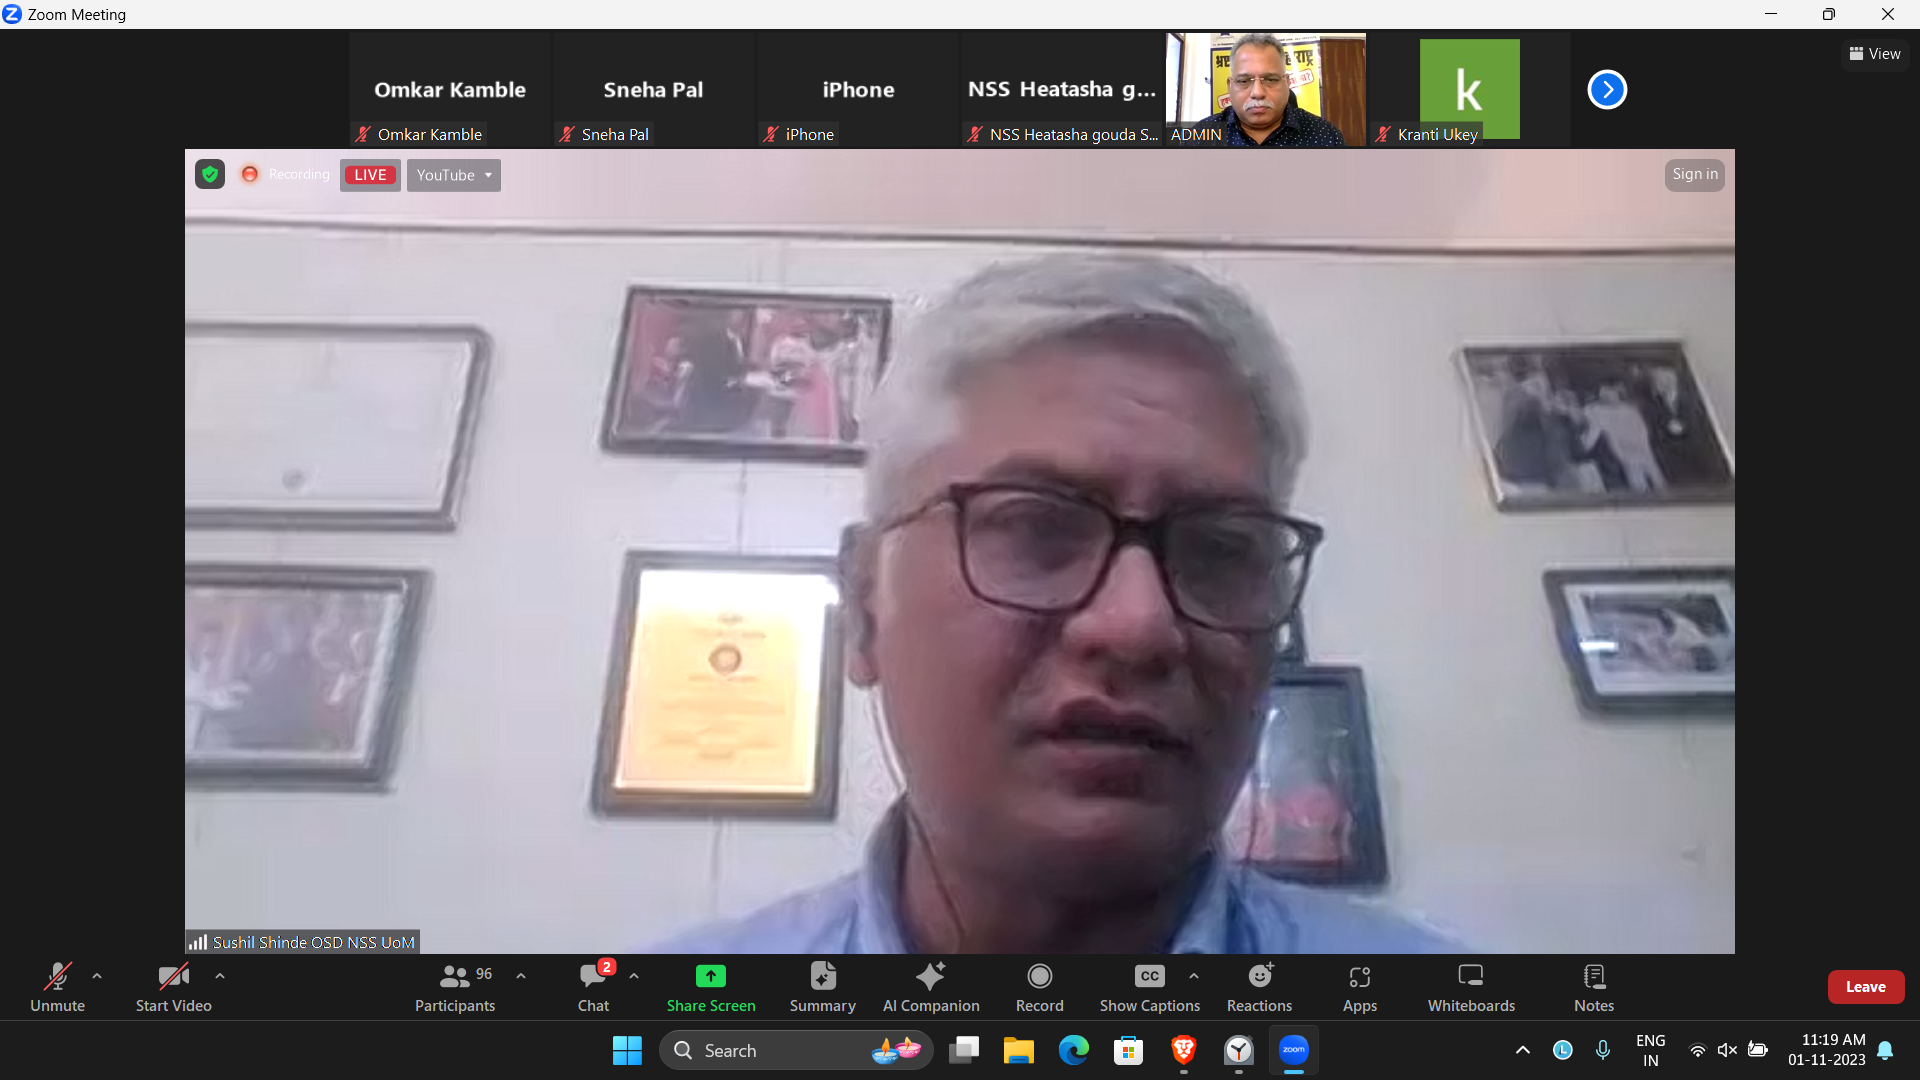 Zoom Meeting
View
Omkar Kamble
Omkar Kamble
Sneha Pal
Sneha Pal
iPhone
iPhone
NSS Heatasha g...
NSS Heatasha gouda S...
ADMIN
k
Kranti Ukey
Recording
LIVE
YouTube
Sign in
Sushil Shinde OSD NSS UoM
Unmute
Start Video
96
Participants
2
Chat
Share Screen
Summary
AI Companion
Record
CC
Show Captions
Reactions
Apps
Whiteboards
Notes
Leave
Search
zoom
L
ENG
IN
11:19 AM
01-11-2023